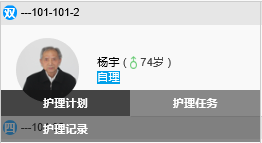 双 ---101-101-2
杨宇 ( 74岁 )
自理
护理计划 护理任务
四 ---10
护理记录